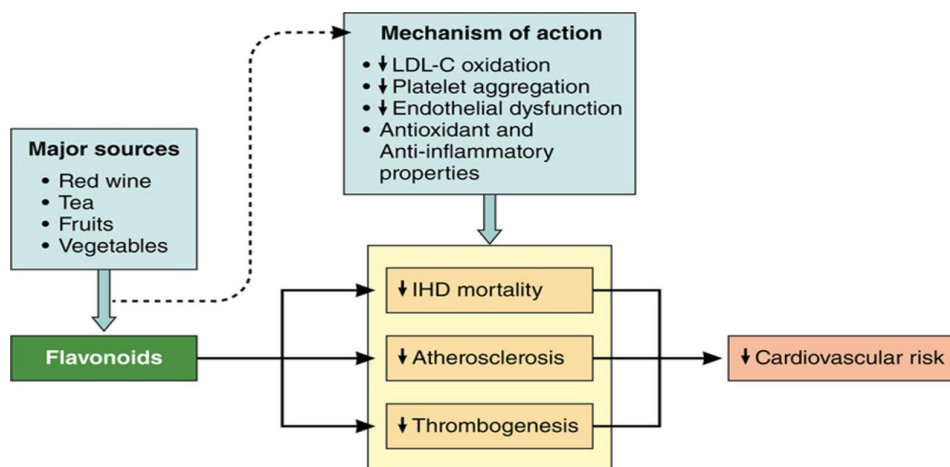 Mechanism of action
• ↓ LDL-C oxidation
• ↓ Platelet aggregation
• ↓ Endothelial dysfunction
• Antioxidant and
Anti-inflammatory
properties
Major sources
• Red wine
• Tea
• Fruits
• Vegetables
Flavonoids
↓ IHD mortality
↓ Atherosclerosis
↓ Thrombogenesis
↓ Cardiovascular risk